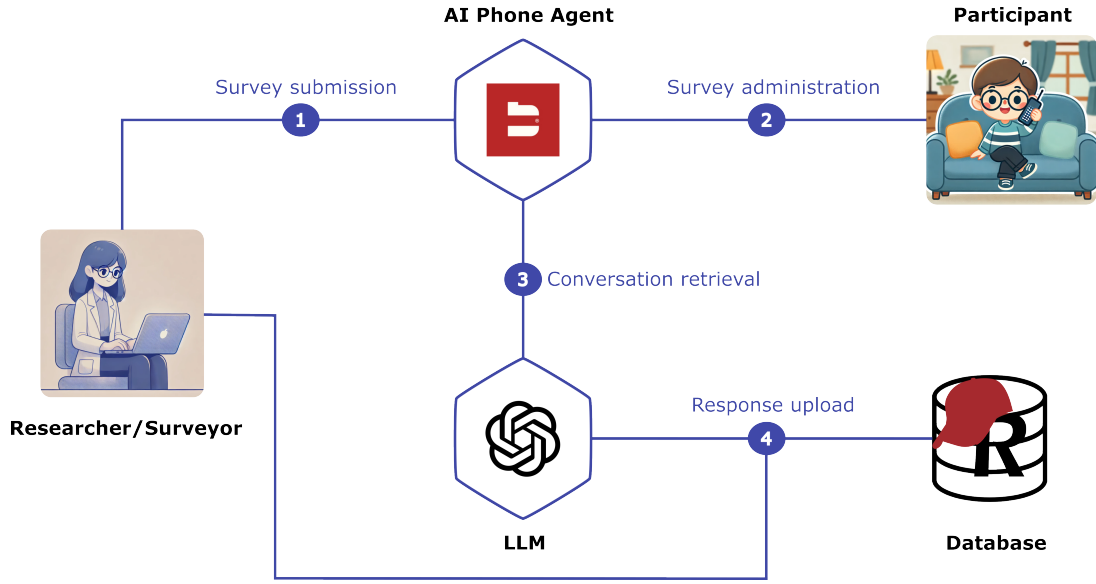 AI Phone Agent
Participant
Survey submission
1
Survey administration
2
3
Conversation retrieval
Researcher/Surveyor
Response upload
4
R
LLM
Database